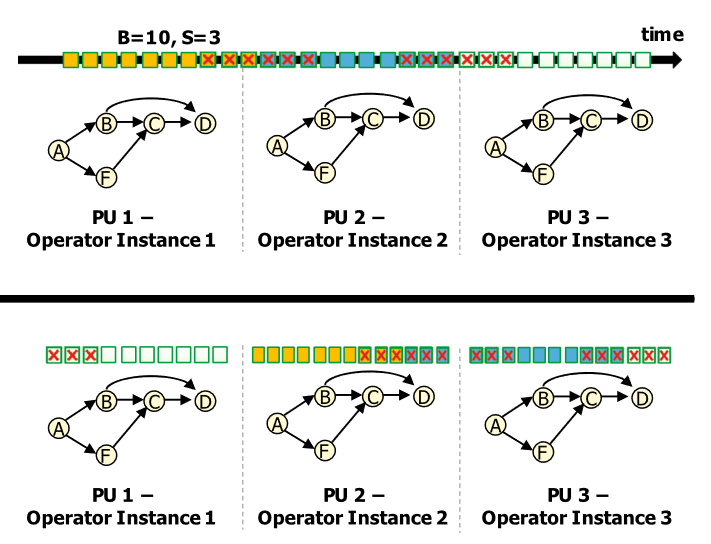 B=10, S=3
time
A B C D F
A B C D F
A B C D F
PU 1 – PU 2 – PU 3 –
Operator Instance 1 Operator Instance 2 Operator Instance 3
A B C D F
A B C D F
A B C D F
PU 1 – PU 2 – PU 3 –
Operator Instance 1 Operator Instance 2 Operator Instance 3